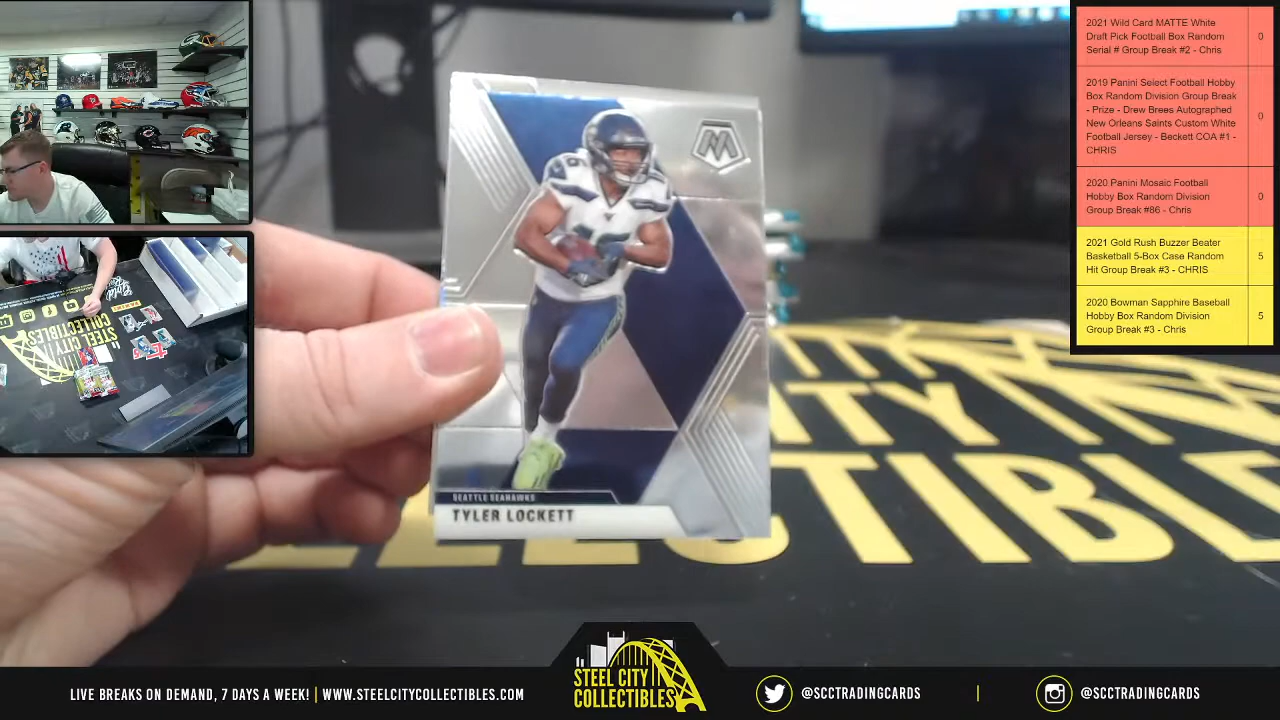 2021 Wild Card MATTE White
Draft Pick Football Box Random
Serial # Group Break #2 - Chris
0
2019 Panini Select Football Hobby
Box Random Division Group Break
- Prize - Drew Brees Autographed
New Orleans Saints Custom White
Football Jersey - Beckett COA #1 -
CHRIS
0
2020 Panini Mosaic Football
Hobby Box Random Division
Group Break #86 - Chris
0
2021 Gold Rush Buzzer Beater
Basketball 5-Box Case Random
Hit Group Break #3 - CHRIS
5
2020 Bowman Sapphire Baseball
Hobby Box Random Division
Group Break #3 - Chris
5
SEATTLE SEAHAWKS
TYLER LOCKETT
STEEL CITY
COLLECTIBLES
LIVE BREAKS ON DEMAND, 7 DAYS A WEEK! | WWW.STEELCITYCOLLECTIBLES.COM
STEEL CITY
COLLECTIBLES
@SCCTRADINGCARDS
|
@SCCTRADINGCARDS